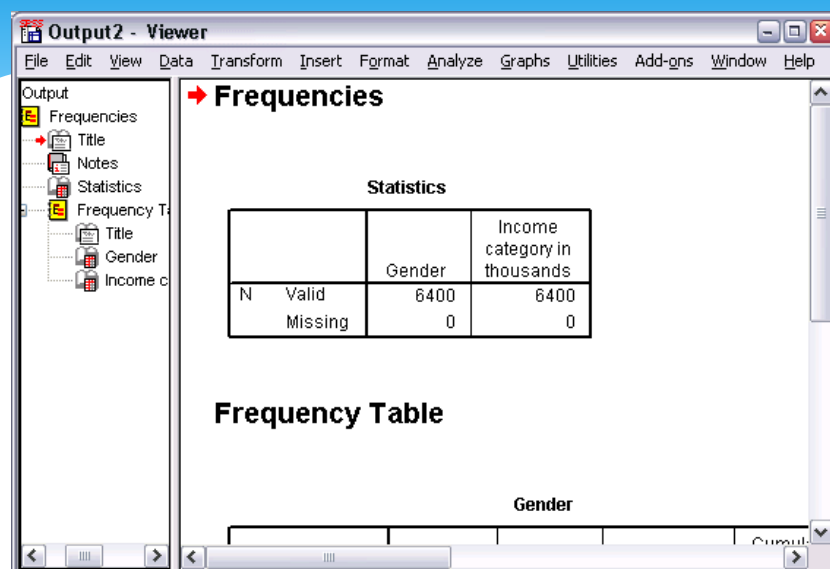 Output2 - Viewer
File Edit View Data Transform Insert Format Analyze Graphs Utilities Add-ons Window Help
Output
Frequencies
Title
Notes
Statistics
Frequency Ta
Title
Gender
Income c
Frequencies
Statistics
Gender
Income category in thousands
N Valid 6400 6400
Missing 0 0
Frequency Table
Gender